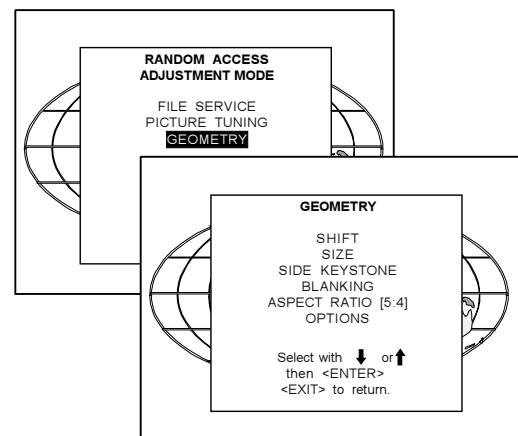 RANDOM ACCESS
ADJUSTMENT MODE
FILE SERVICE
PICTURE TUNING
GEOMETRY
GEOMETRY
SHIFT
SIZE
SIDE KEYSTONE
BLANKING
ASPECT RATIO [5:4]
OPTIONS
Select with ⬇ or ⬆
then <ENTER>
<EXIT> to return.